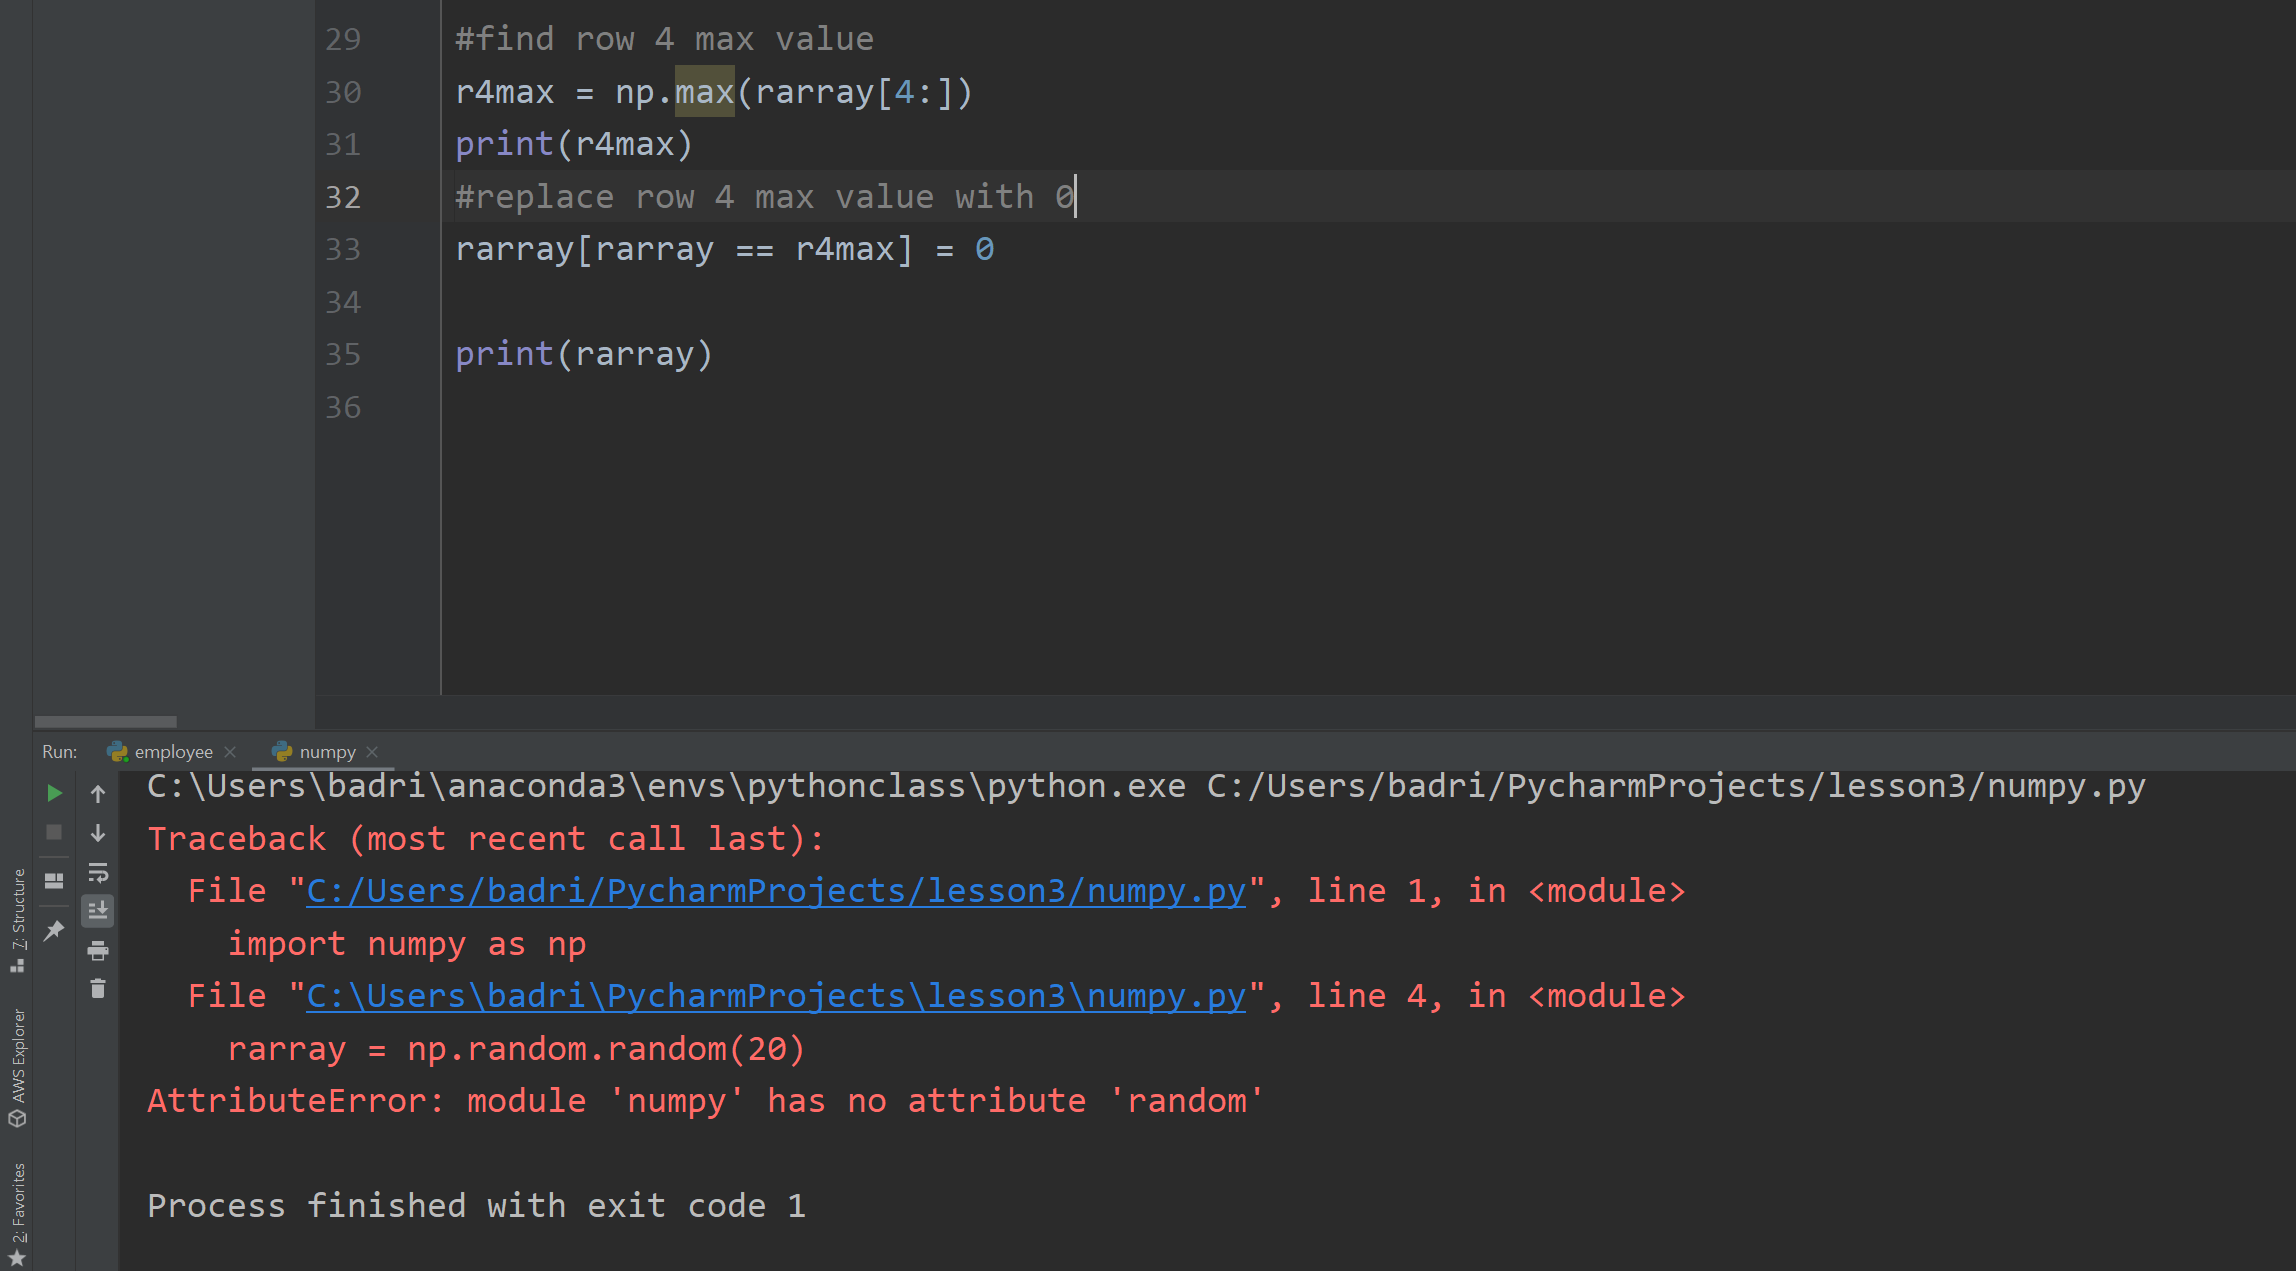 29 #find row 4 max value
30 r4max = np.max(rarray[4:])
31 print(r4max)
32 #replace row 4 max value with 0
33 rarray[rarray == r4max] = 0
34
35 print(rarray)
36
Run: employee numpy
C:\Users\badri\anaconda3\envs\pythonclass\python.exe C:/Users/badri/PycharmProjects/lesson3/numpy.py
Traceback (most recent call last):
  File "C:/Users/badri/PycharmProjects/lesson3/numpy.py", line 1, in <module>
    import numpy as np
  File "C:\Users\badri\PycharmProjects\lesson3\numpy.py", line 4, in <module>
    rarray = np.random.random(20)
AttributeError: module 'numpy' has no attribute 'random'
Process finished with exit code 1
7: Structure
AWS Explorer
2: Favorites